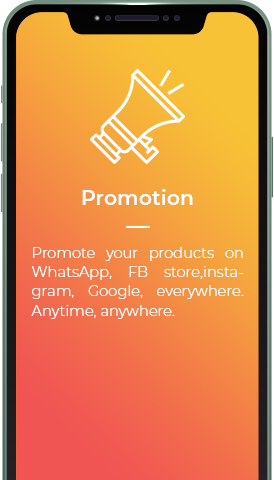 Promotion
Promote your products on
WhatsApp, FB store,insta-
gram, Google, everywhere.
Anytime, anywhere.